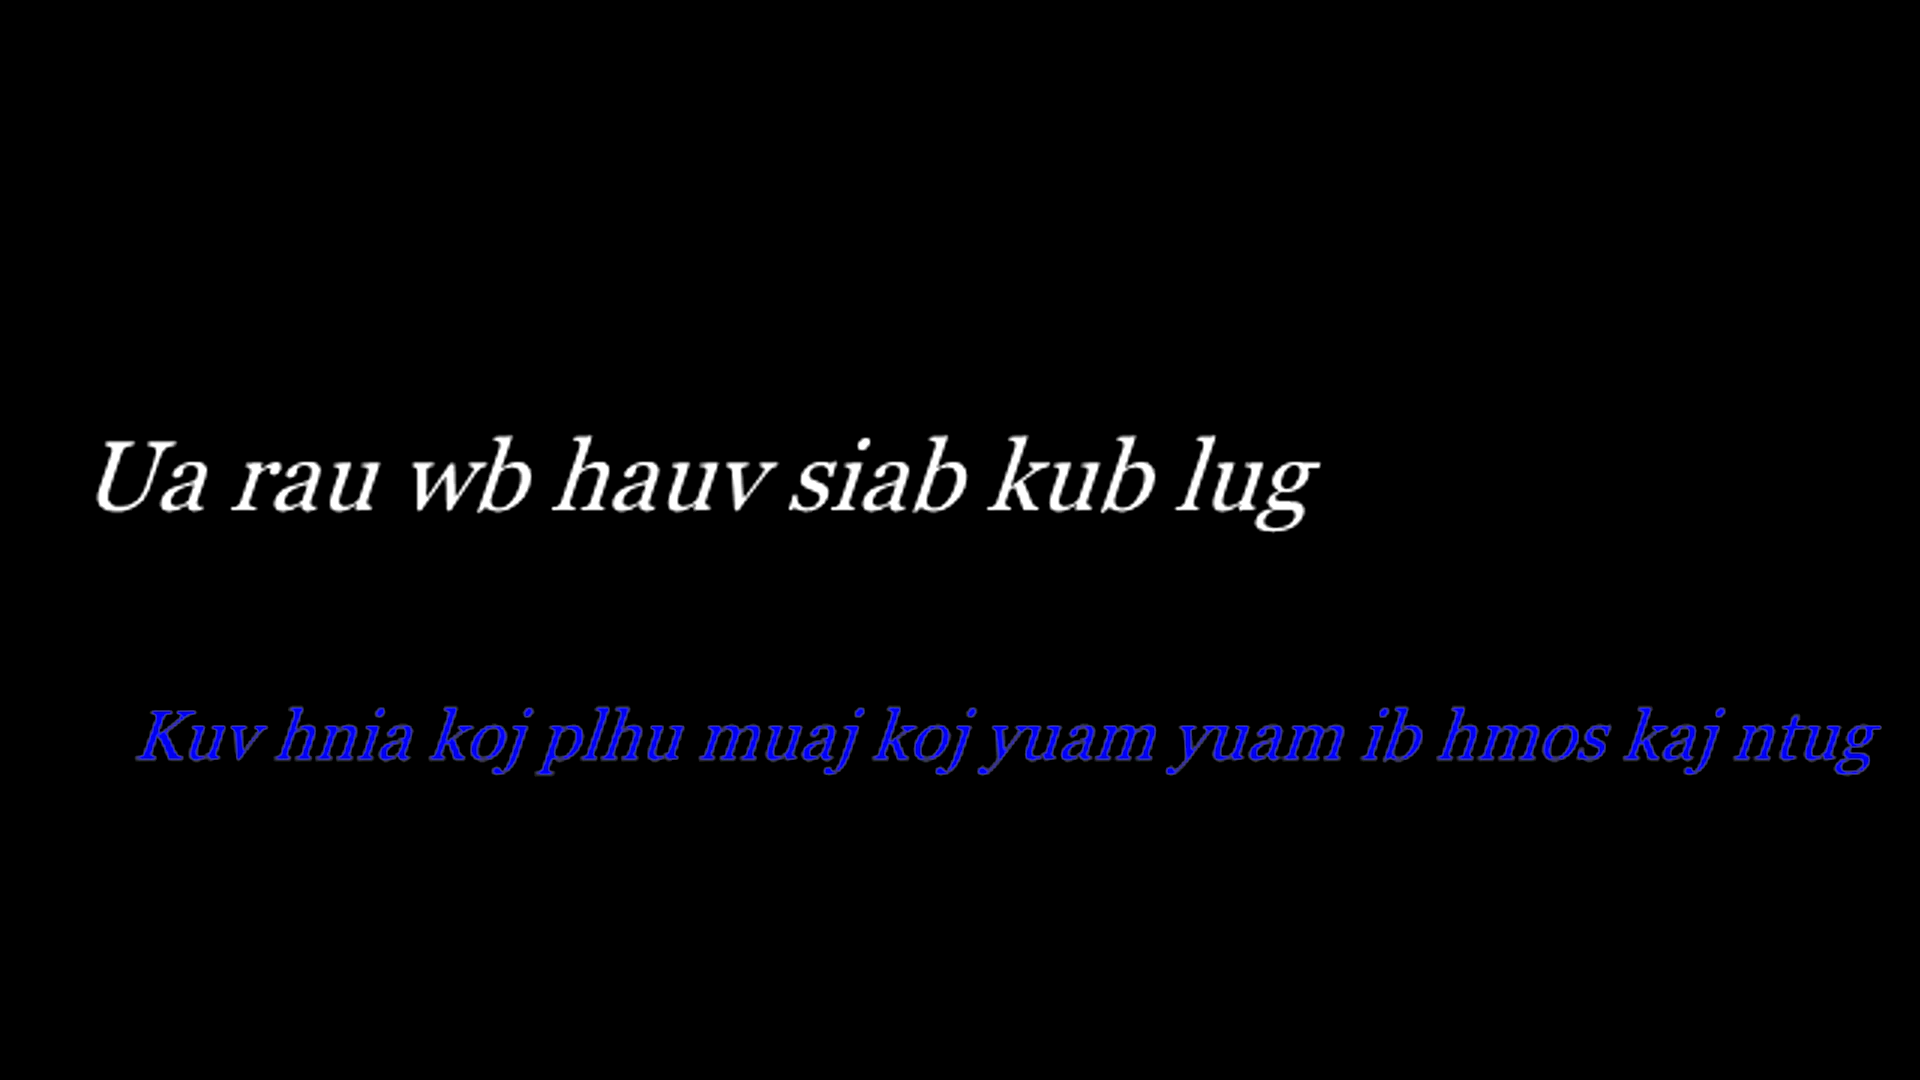 Ua rau wb hauv siab kub lug
Kuv hnia koj plhu muaj koj yuam yuam ib hmos kaj ntug